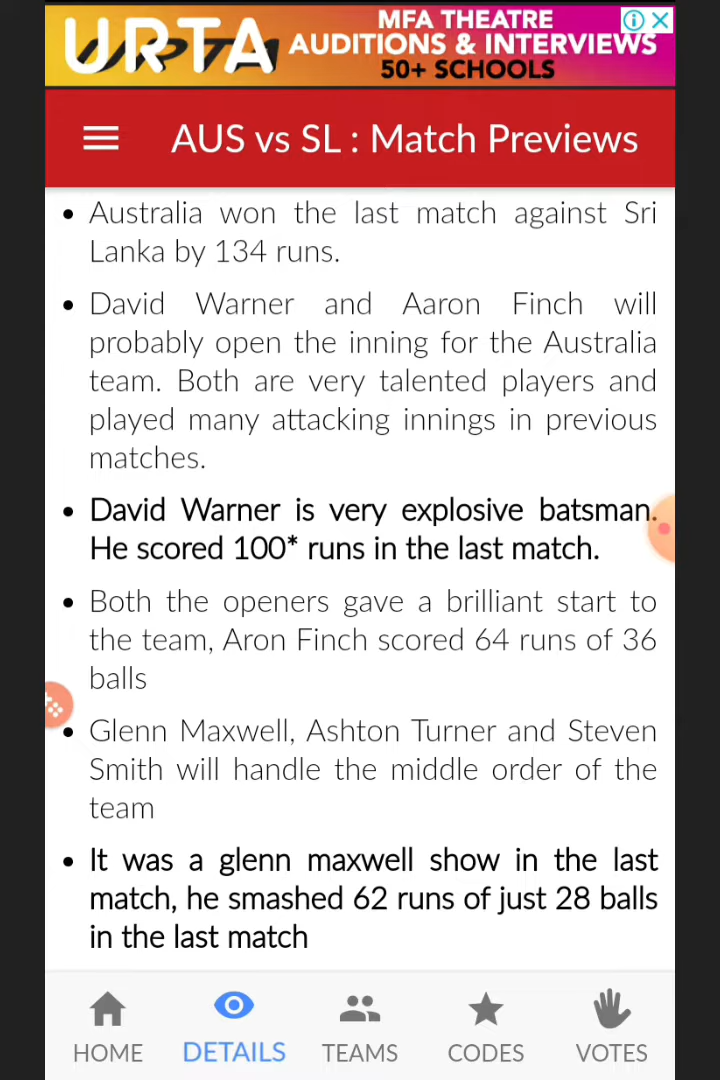 URTA
MFA THEATRE
AUDITIONS & INTERVIEWS
50+ SCHOOLS
AUS vs SL : Match Previews
• Australia won the last match against Sri
Lanka by 134 runs.
• David Warner and Aaron Finch will
probably open the inning for the Australia
team. Both are very talented players and
played many attacking innings in previous
matches.
• David Warner is very explosive batsman.
He scored 100* runs in the last match.
• Both the openers gave a brilliant start to
the team, Aron Finch scored 64 runs of 36
balls
• Glenn Maxwell, Ashton Turner and Steven
Smith will handle the middle order of the
team
• It was a glenn maxwell show in the last
match, he smashed 62 runs of just 28 balls
in the last match
HOME DETAILS TEAMS CODES VOTES